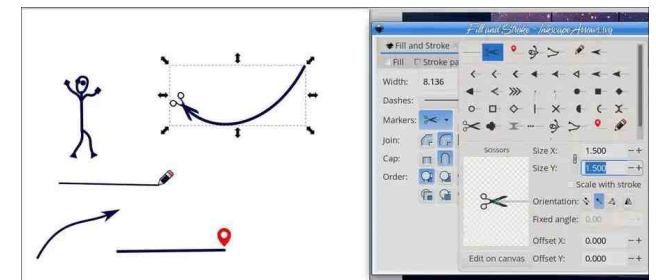 Fill and Stroke - Inkscape Arrows.svg
Fill and Stroke
Fill
Stroke pa
Width: 8.136
Dashes:
Markers:
Join:
Cap:
Order:
Scissors
Size X: 1.500
Size Y: 1.500
Scale with stroke
Orientation:
Fixed angle: 0.00
Offset X: 0.000
Edit on canvas
Offset Y: 0.000